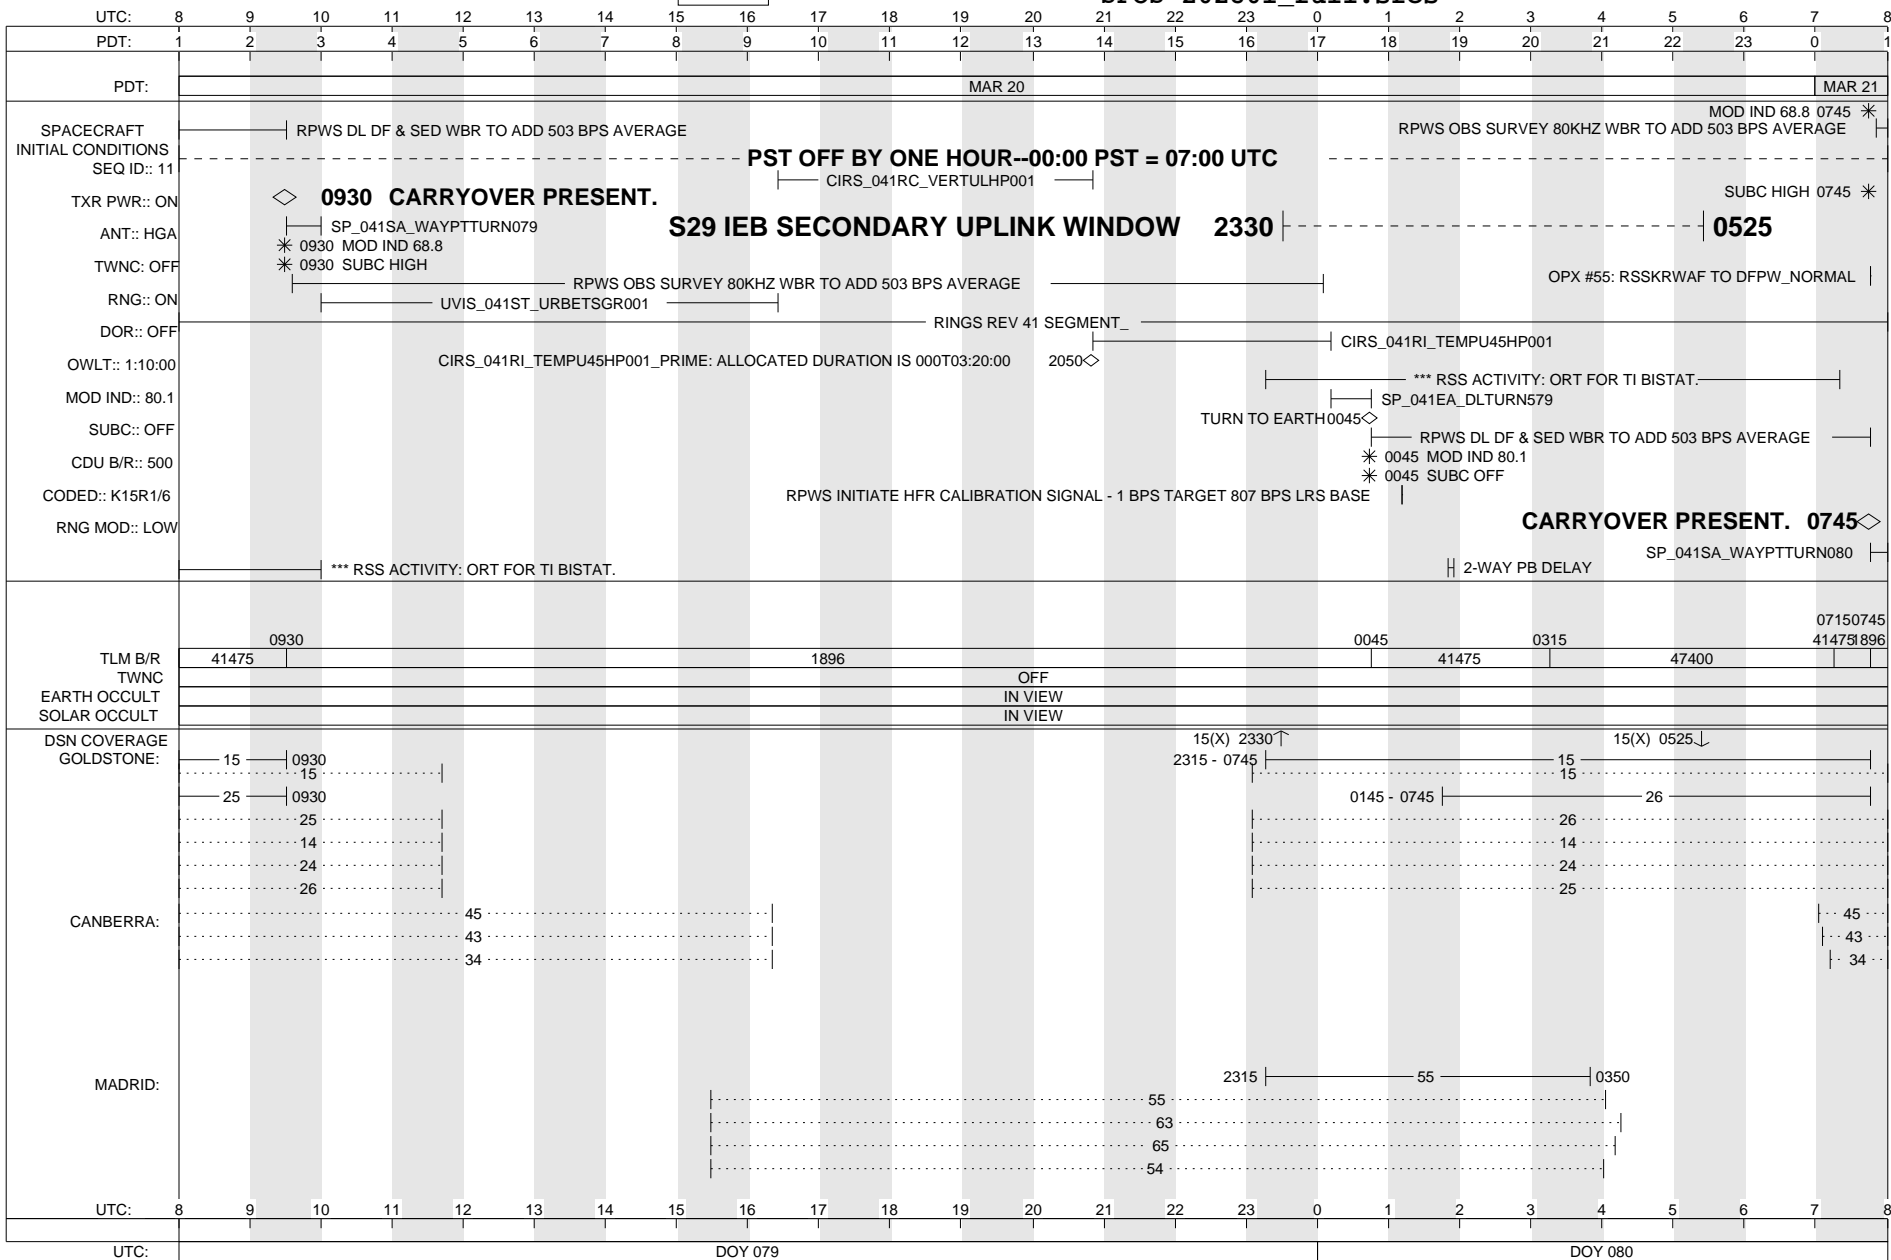 UTC: 8 9 10 11 12 13 14 15 16 17 18 19 20 21 22 23 0 1 2 3 4 5 6 7 8
PDT: 1 2 3 4 5 6 7 8 9 10 11 12 13 14 15 16 17 18 19 20 21 22 23 0 1
PDT: MAR 20 MAR 21
MOD IND 68.8 0745
SPACECRAFT RPWS DL DF & SED WBR TO ADD 503 BPS AVERAGE RPWS OBS SURVEY 80KHZ WBR TO ADD 503 BPS AVERAGE
INITIAL CONDITIONS
SEQ ID:: 11 PST OFF BY ONE HOUR--00:00 PST = 07:00 UTC
CIRS_041RC_VERTULHP001
TXR PWR:: ON 0930 CARRYOVER PRESENT. SUBC HIGH 0745
SP_041SA_WAYPTTURN079
ANT:: HGA S29 IEB SECONDARY UPLINK WINDOW 2330 0525
0930 MOD IND 68.8
TWNC: OFF 0930 SUBC HIGH
RPWS OBS SURVEY 80KHZ WBR TO ADD 503 BPS AVERAGE OPX #55: RSSKRWAF TO DFPW_NORMAL
RNG:: ON UVIS_041ST_URBETSGR001
RINGS REV 41 SEGMENT_
DOR:: OFF CIRS_041RI_TEMPU45HP001
OWLT:: 1:10:00 CIRS_041RI_TEMPU45HP001_PRIME: ALLOCATED DURATION IS 000T03:20:00 2050
*** RSS ACTIVITY: ORT FOR TI BISTAT.
MOD IND:: 80.1 SP_041EA_DLTURN579
TURN TO EARTH 0045
SUBC:: OFF RPWS DL DF & SED WBR TO ADD 503 BPS AVERAGE
CDU B/R:: 500 0045 MOD IND 80.1
0045 SUBC OFF
CODED:: K15R1/6 RPWS INITIATE HFR CALIBRATION SIGNAL - 1 BPS TARGET 807 BPS LRS BASE
RNG MOD:: LOW CARRYOVER PRESENT. 0745
SP_041SA_WAYPTTURN080
*** RSS ACTIVITY: ORT FOR TI BISTAT. 2-WAY PB DELAY
0715 0745
0930 0045 0315 41475 1896
TLM B/R 41475 1896 41475 47400
TWNC OFF
EARTH OCCULT IN VIEW
SOLAR OCCULT IN VIEW
DSN COVERAGE 15(X) 2330 15(X) 0525
GOLDSTONE: 15 0930 2315 - 0745 15
15 15
25 0930 0145 - 0745 26
25 26
14 14
24 24
26 25
CANBERRA: 45 45
43 43
34 34
MADRID: 2315 55 0350
55
63
65
54
UTC: 8 9 10 11 12 13 14 15 16 17 18 19 20 21 22 23 0 1 2 3 4 5 6 7 8
UTC: DOY 079 DOY 080